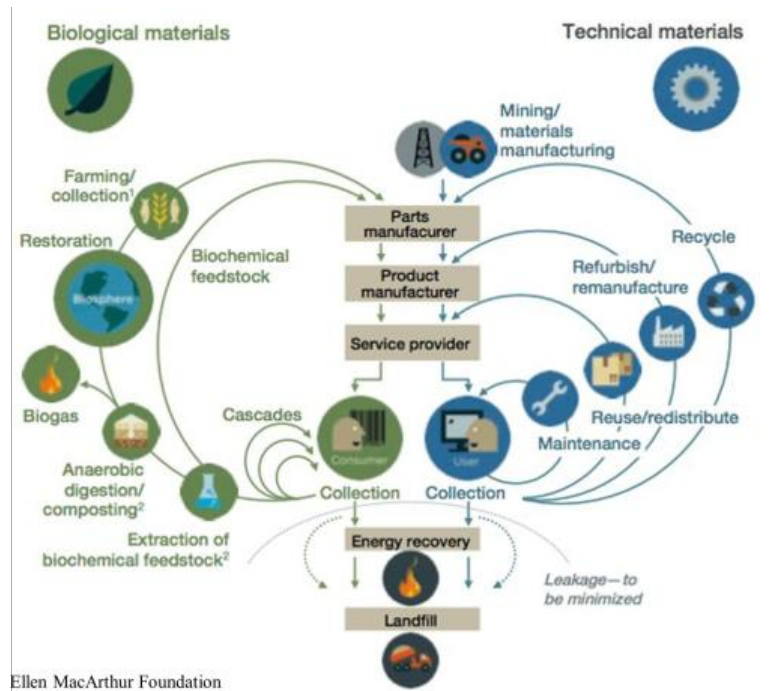 Biological materials
Technical materials
Mining/
materials
manufacturing
Farming/
collection¹
Parts
manufacurer
Restoration
Biochemical
feedstock
Recycle
Refurbish/
remanufacture
Biosphere
Product
manufacturer
Service provider
Biogas
Cascades
Reuse/redistribute
Maintenance
Consumer
User
Anaerobic
digestion/
composting²
Collection
Collection
Extraction of
biochemical feedstock²
Energy recovery
Leakage—to
be minimized
Landfill
Ellen MacArthur Foundation